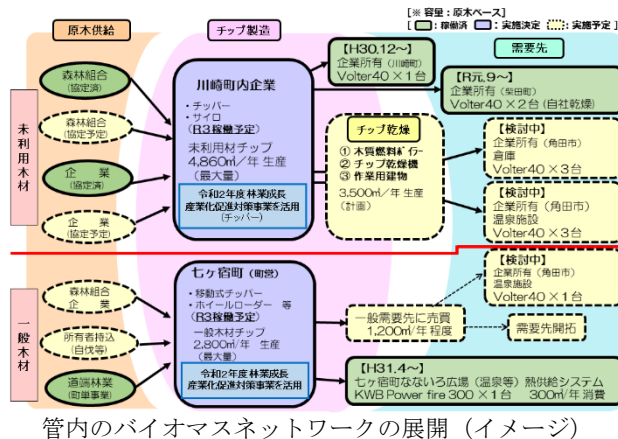 [※ 容量：原木ベース]
[ □：稼働済 □：実施決定 □：実施予定]
原木供給
チップ製造
需要先
未利用木材
森林組合
(協定済)
森林組合
(協定予定)
企　業
(協定済)
企　業
(協定予定)
川崎町内企業
・チッパー
・サイロ
(R3稼働予定)
未利用材チップ
4,860㎥/年 生産
(最大量)
令和2年度林業成長
産業化促進対策事業を活用
(チッパー)
チップ乾燥
① 木質燃料ボイラー
② チップ乾燥機
③ 作業用建物
3,500㎥/年 生産
(計画)
【H30.12～】
企業所有 (川崎町)
Volter40 ×1台
【R元.9～】
企業所有 (柴田町)
Volter40 ×2台 (自社乾燥)
【検討中】
企業所有 (角田市)
倉庫
Volter40 ×3台
【検討中】
企業所有 (角田市)
温泉施設
Volter40 ×3台
一般木材
森林組合
企　業
所有者持込
(自伐等)
道端林業
(町単事業)
七ヶ宿町 (町営)
・移動式チッパー
・ホイールローダー 等
(R3稼働予定)
一般木材チップ
2,800㎥/年 生産
(最大量)
令和2年度林業成長
産業化促進対策事業を活用
一般需要先に売買
1,200㎥/年 程度
【検討中】
企業所有 (角田市)
温泉施設
Volter40 ×1台
需要先開拓
【H31.4～】
七ヶ宿町なないろ広場（温泉等）熱供給システム
KWB Power fire 300 ×1台　300㎥/年 消費
管内のバイオマスネットワークの展開（イメージ）